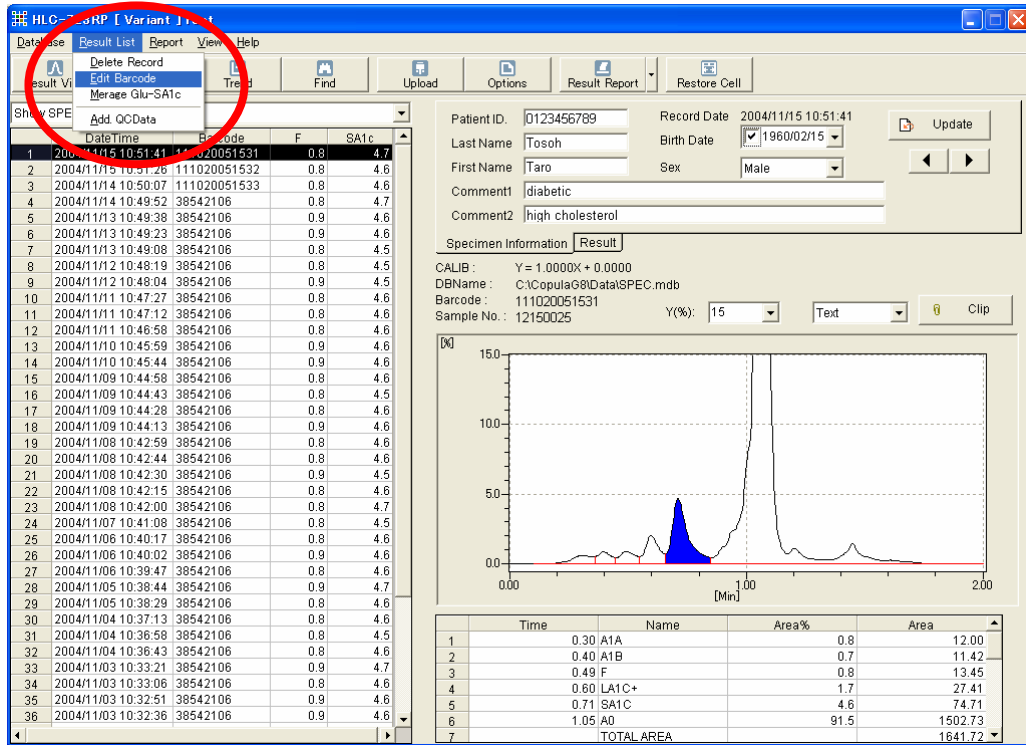 HLC-723RP [ Variant ] Test
Database Result List Report View Help
Delete Record
Edit Barcode
Merage Glu-SA1c
Add. QCData
Result Vi Trend Find Upload Options Result Report Restore Cell
Show SPE
DateTime Barcode F SA1c
1 2004/11/15 10:51:41 111020051531 0.8 4.7
2 2004/11/15 10:51:26 111020051532 0.8 4.6
3 2004/11/14 10:50:07 111020051533 0.8 4.6
4 2004/11/14 10:49:52 38542106 0.8 4.7
5 2004/11/13 10:49:38 38542106 0.9 4.6
6 2004/11/13 10:49:23 38542106 0.8 4.6
7 2004/11/13 10:49:08 38542106 0.8 4.5
8 2004/11/12 10:48:19 38542106 0.8 4.5
9 2004/11/12 10:48:04 38542106 0.9 4.5
10 2004/11/11 10:47:27 38542106 0.8 4.6
11 2004/11/11 10:47:12 38542106 0.8 4.6
12 2004/11/11 10:46:58 38542106 0.8 4.6
13 2004/11/10 10:45:59 38542106 0.9 4.6
14 2004/11/10 10:45:44 38542106 0.9 4.6
15 2004/11/09 10:44:58 38542106 0.8 4.6
16 2004/11/09 10:44:43 38542106 0.8 4.5
17 2004/11/09 10:44:28 38542106 0.8 4.6
18 2004/11/09 10:44:13 38542106 0.9 4.6
19 2004/11/08 10:42:59 38542106 0.8 4.6
20 2004/11/08 10:42:44 38542106 0.8 4.6
21 2004/11/08 10:42:30 38542106 0.9 4.5
22 2004/11/08 10:42:15 38542106 0.8 4.6
23 2004/11/08 10:42:00 38542106 0.8 4.7
24 2004/11/07 10:41:08 38542106 0.8 4.5
25 2004/11/06 10:40:17 38542106 0.8 4.6
26 2004/11/06 10:40:02 38542106 0.9 4.6
27 2004/11/06 10:39:47 38542106 0.8 4.6
28 2004/11/05 10:38:44 38542106 0.9 4.7
29 2004/11/05 10:38:29 38542106 0.8 4.6
30 2004/11/04 10:37:13 38542106 0.8 4.6
31 2004/11/04 10:36:58 38542106 0.8 4.5
32 2004/11/04 10:36:43 38542106 0.8 4.6
33 2004/11/03 10:33:21 38542106 0.9 4.7
34 2004/11/03 10:33:06 38542106 0.8 4.6
35 2004/11/03 10:32:51 38542106 0.9 4.6
36 2004/11/03 10:32:36 38542106 0.9 4.6
Patient ID. 0123456789 Record Date 2004/11/15 10:51:41
Last Name Tosoh Birth Date 1960/02/15
First Name Taro Sex Male
Comment1 diabetic
Comment2 high cholesterol
Update
Specimen Information Result
CALIB : Y = 1.0000X + 0.0000
DBName : C:\CopulaG8\Data\SPEC.mdb
Barcode : 111020051531
Sample No. : 12150025
Y(%): 15 Text Clip
[%]
15.0
10.0
5.0
0.0
0.00 1.00 2.00
[Min]
Time Name Area% Area
1 0.30 A1A 0.8 12.00
2 0.40 A1B 0.7 11.42
3 0.49 F 0.8 13.45
4 0.60 LA1C+ 1.7 27.41
5 0.71 SA1C 4.6 74.71
6 1.05 A0 91.5 1502.73
7 TOTAL AREA 1641.72